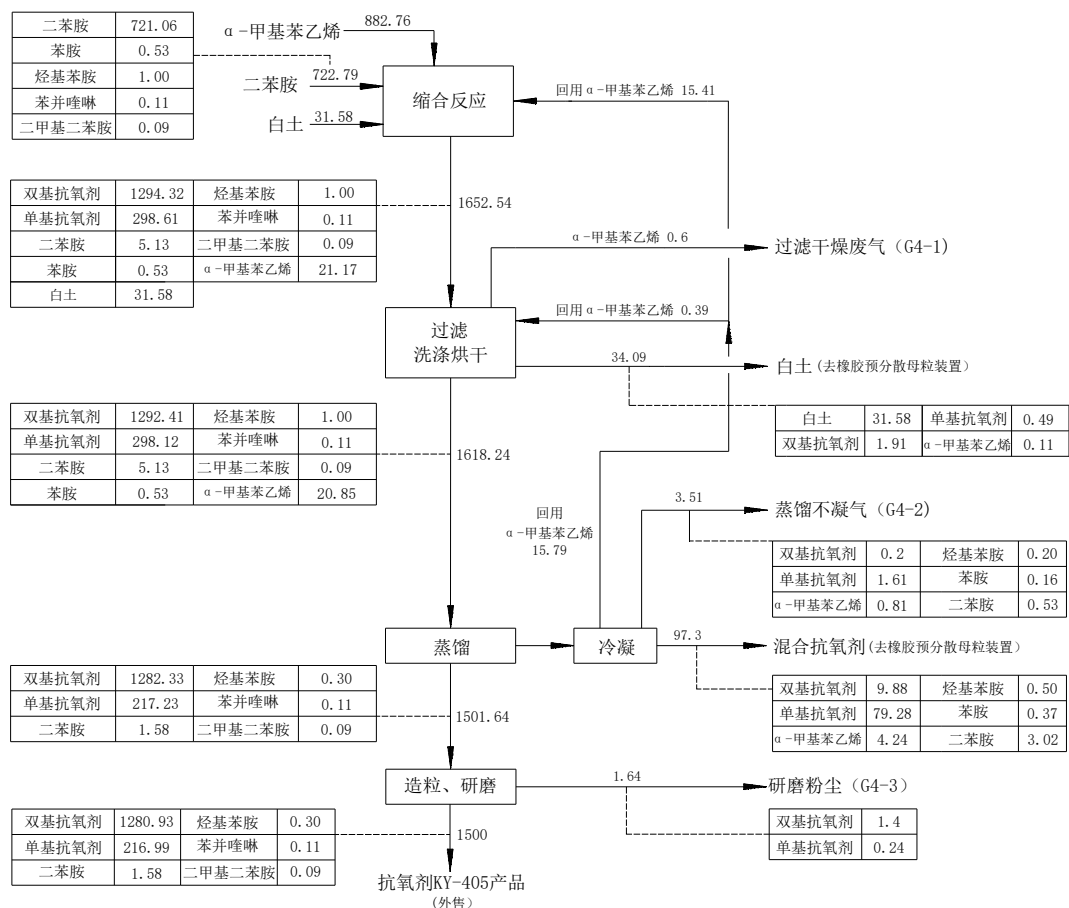 二苯胺 721.06
苯胺 0.53
烃基苯胺 1.00
苯并喹啉 0.11
二甲基二苯胺 0.09
α-甲基苯乙烯 882.76
二苯胺 722.79
白土 31.58
缩合反应
回用α-甲基苯乙烯 15.41
双基抗氧剂 1294.32 烃基苯胺 1.00
单基抗氧剂 298.61 苯并喹啉 0.11
二苯胺 5.13 二甲基二苯胺 0.09
苯胺 0.53 α-甲基苯乙烯 21.17
白土 31.58
1652.54
α-甲基苯乙烯 0.6
过滤干燥废气（G4-1)
过滤
洗涤烘干
回用α-甲基苯乙烯 0.39
34.09
白土(去橡胶预分散母粒装置)
白土 31.58 单基抗氧剂 0.49
双基抗氧剂 1.91 α-甲基苯乙烯 0.11
双基抗氧剂 1292.41 烃基苯胺 1.00
单基抗氧剂 298.12 苯并喹啉 0.11
二苯胺 5.13 二甲基二苯胺 0.09
苯胺 0.53 α-甲基苯乙烯 20.85
1618.24
回用
α-甲基苯乙烯
15.79
3.51
蒸馏不凝气（G4-2)
双基抗氧剂 0.2 烃基苯胺 0.20
单基抗氧剂 1.61 苯胺 0.16
α-甲基苯乙烯 0.81 二苯胺 0.53
蒸馏
冷凝
97.3
混合抗氧剂(去橡胶预分散母粒装置)
双基抗氧剂 9.88 烃基苯胺 0.50
单基抗氧剂 79.28 苯胺 0.37
α-甲基苯乙烯 4.24 二苯胺 3.02
双基抗氧剂 1282.33 烃基苯胺 0.30
单基抗氧剂 217.23 苯并喹啉 0.11
二苯胺 1.58 二甲基二苯胺 0.09
1501.64
造粒、研磨
1.64
研磨粉尘（G4-3）
双基抗氧剂 1.4
单基抗氧剂 0.24
双基抗氧剂 1280.93 烃基苯胺 0.30
单基抗氧剂 216.99 苯并喹啉 0.11
二苯胺 1.58 二甲基二苯胺 0.09
1500
抗氧剂KY-405产品
(外售)